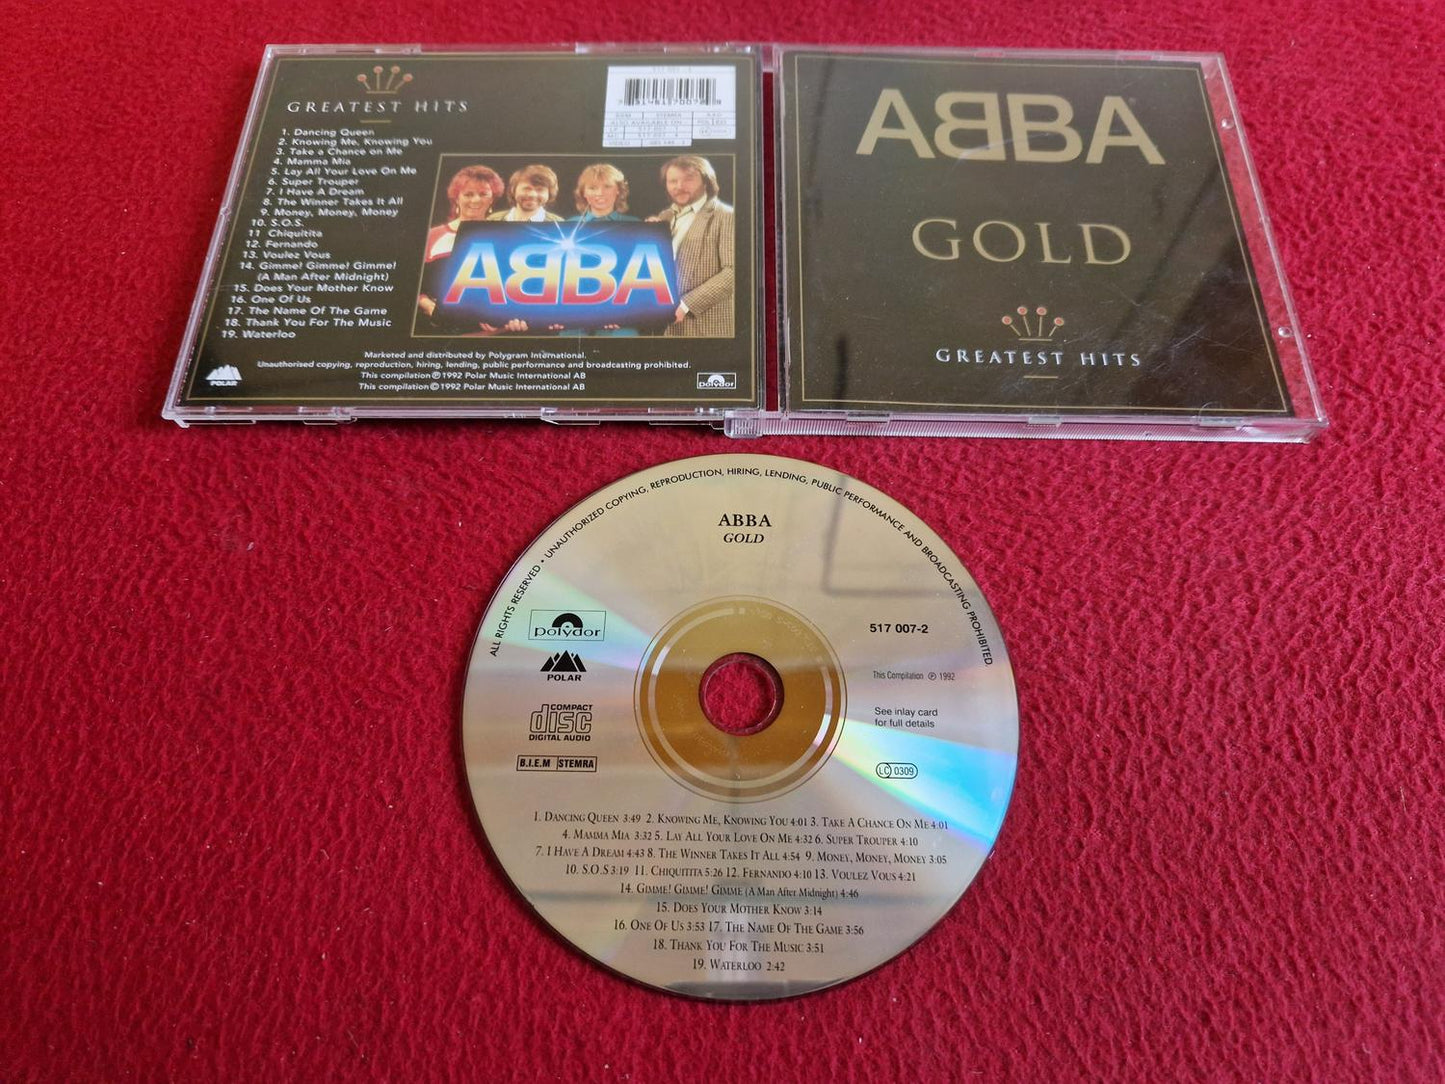 GREATEST HITS
1. Dancing Queen
2. Knowing Me, Knowing You
3. Take a Chance on Me
4. Mamma Mia
5. Lay All Your Love On Me
6. Super Trouper
7. I Have A Dream
8. The Winner Takes It All
9. Money, Money, Money
10. S.O.S.
11 Chiquitita
12. Fernando
13. Voulez Vous
14. Gimme! Gimme! Gimme!
(A Man After Midnight)
15. Does Your Mother Know
16. One Of Us
17. The Name Of The Game
18. Thank You For The Music
19. Waterloo
STEMRA
ALSO AVAILABLE ON
VIDEO
ABBA
Marketed and distributed by Polygram International.
Unauthorised copying, reproduction, hiring, lending, public performance and broadcasting prohibited.
This compilation ℗ 1992 Polar Music International AB
This compilation © 1992 Polar Music International AB
POLAR
polydor
ABBA
GOLD
GREATEST HITS
ALL RIGHTS RESERVED • UNAUTHORIZED COPYING, REPRODUCTION, HIRING, LENDING, PUBLIC PERFORMANCE AND BROADCASTING PROHIBITED.
ABBA
GOLD
polydor
POLAR
COMPACT
disc
DIGITAL AUDIO
B.I.E.M STEMRA
517 007-2
This Compilation ℗ 1992
See inlay card
for full details
LC 0309
1. DANCING QUEEN 3:49 2. KNOWING ME, KNOWING YOU 4:01 3. TAKE A CHANCE ON ME 4:01
4. MAMMA MIA 3:32 5. LAY ALL YOUR LOVE ON ME 4:32 6. SUPER TROUPER 4:10
7. I HAVE A DREAM 4:43 8. THE WINNER TAKES IT ALL 4:54 9. MONEY, MONEY, MONEY 3:05
10. S.O.S 3:19 11. CHIQUITITA 5:26 12. FERNANDO 4:10 13. VOULEZ VOUS 4:21
14. GIMME! GIMME! GIMME (A Man After Midnight) 4:46
15. DOES YOUR MOTHER KNOW 3:14
16. ONE OF US 3:53 17. THE NAME OF THE GAME 3:56
18. THANK YOU FOR THE MUSIC 3:51
19. WATERLOO 2:42